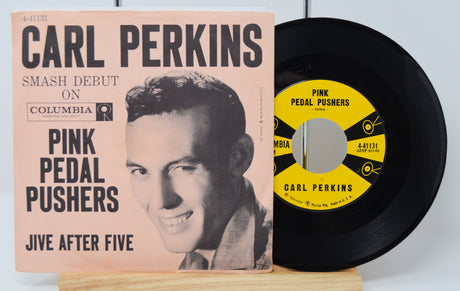 4-41131
CARL PERKINS
SMASH DEBUT
ON
COLUMBIA
PINK
PEDAL
PUSHERS
JIVE AFTER FIVE
PINK
PEDAL PUSHERS
4-41131
CARL PERKINS